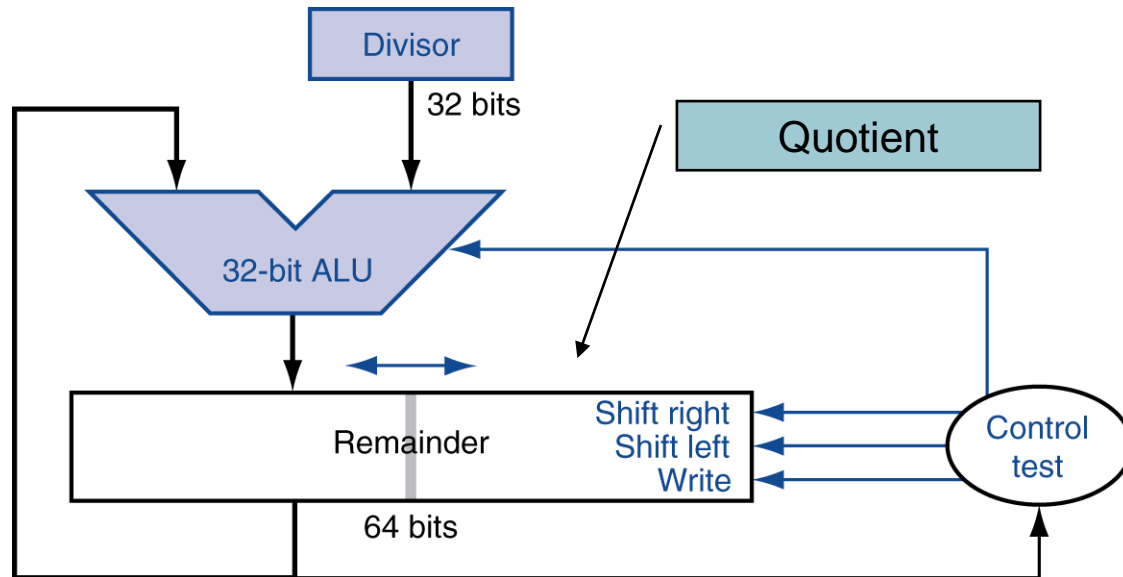 Divisor
32 bits
Quotient
32-bit ALU
Shift right
Remainder
Shift left
Write
Control
test
64 bits